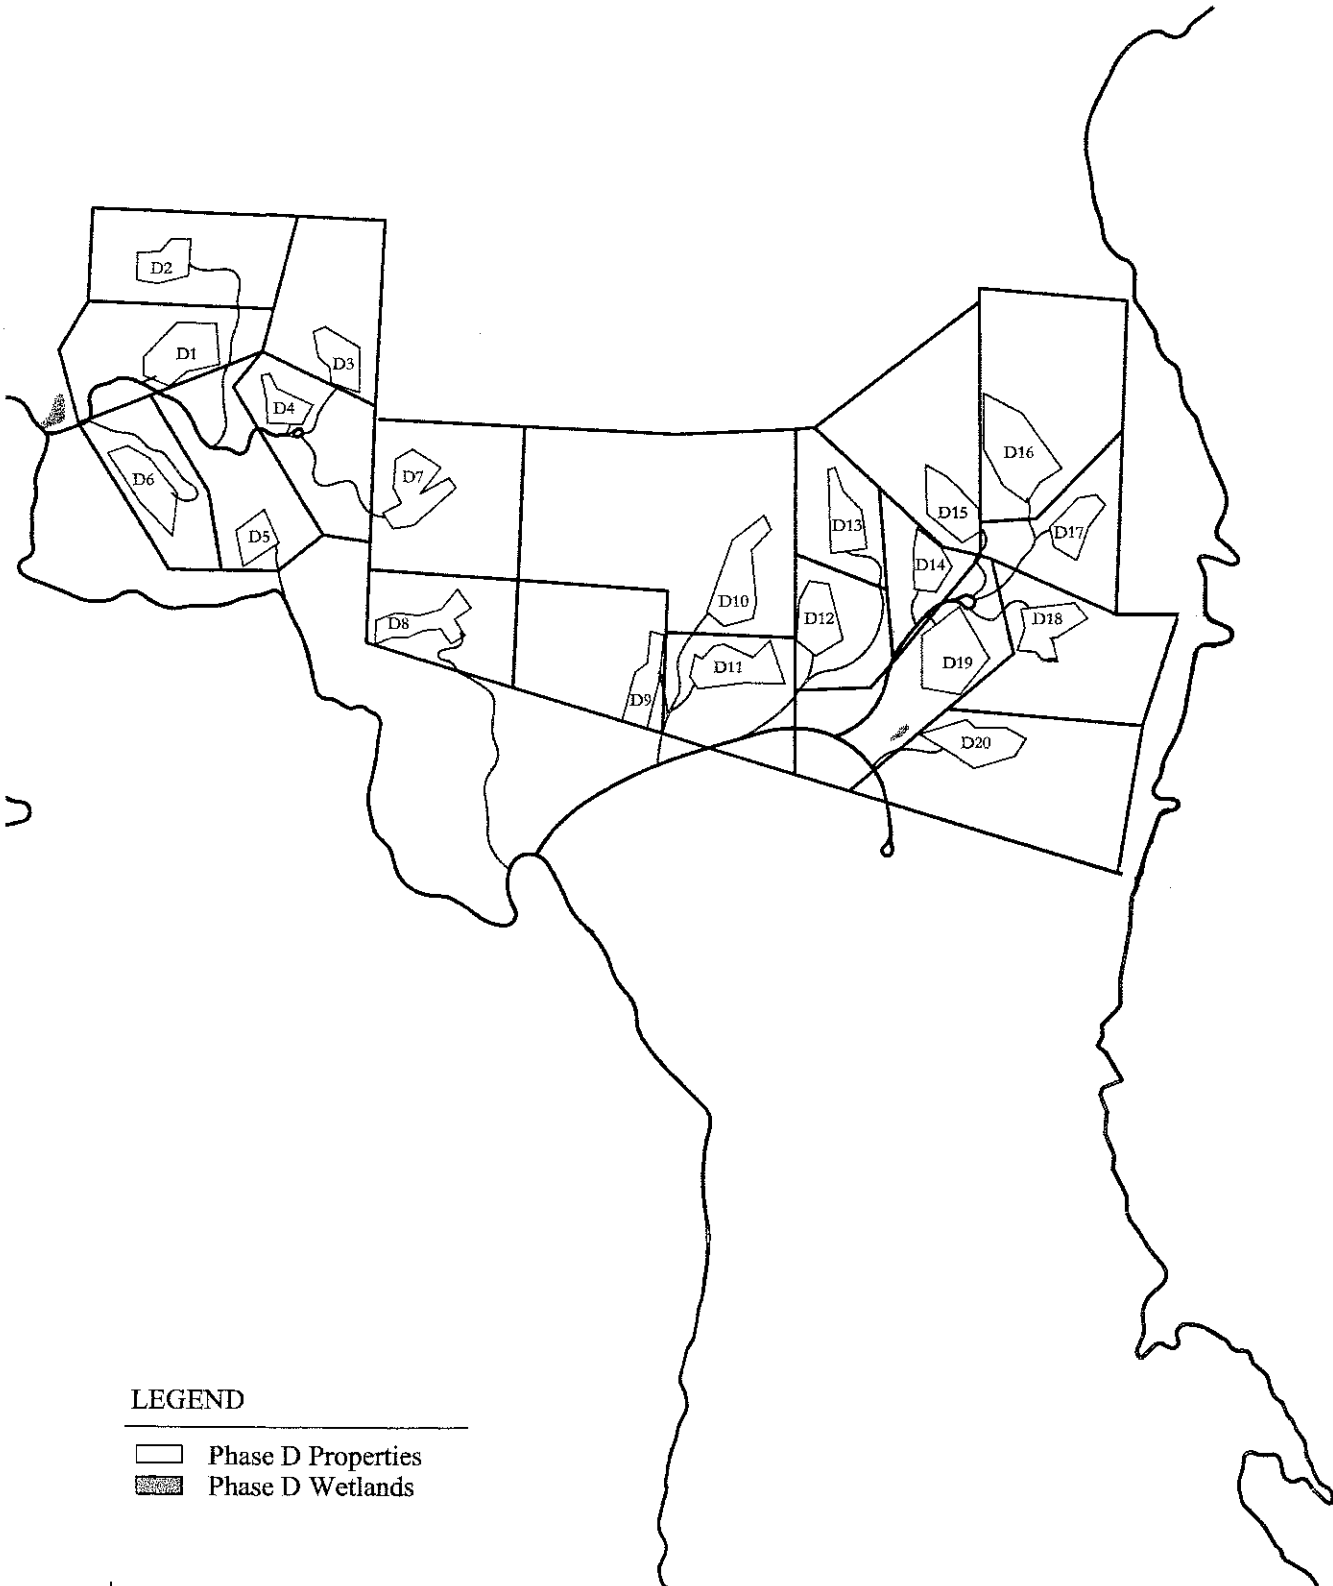 D2
D1
D3
D4
D6
D5
D7
D8
D16
D13
D15
D17
D14
D10
D12
D18
D11
D19
D9
D20
LEGEND
Phase D Properties
Phase D Wetlands